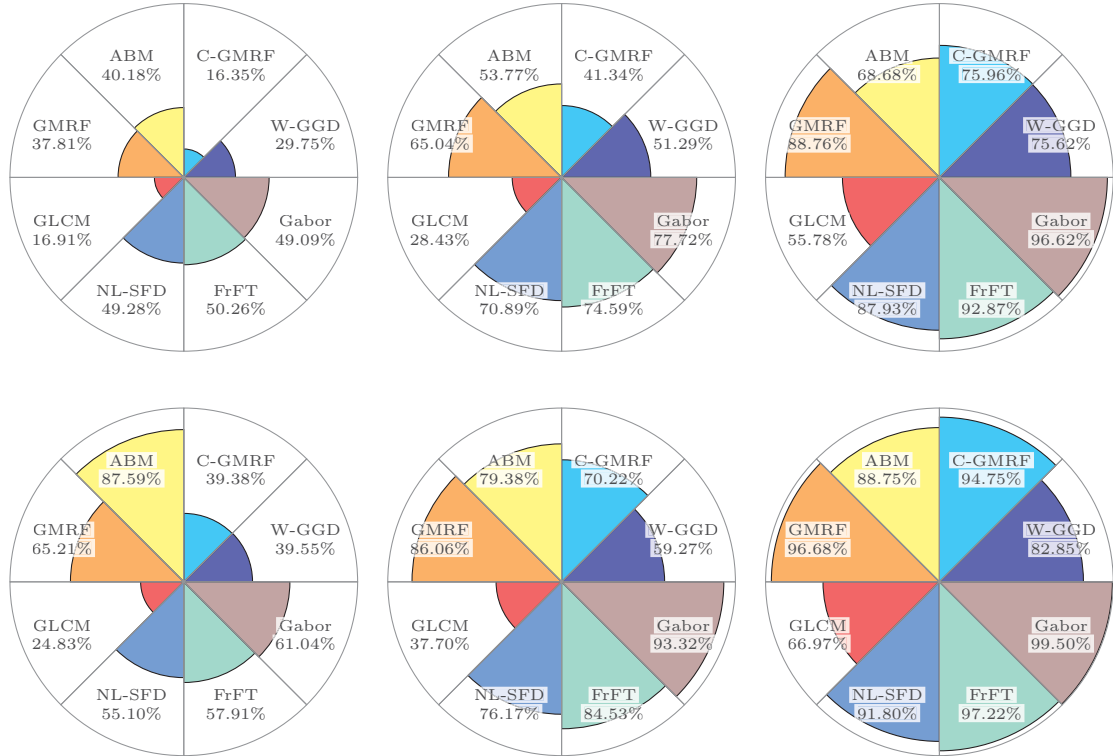 ABM
40.18%
C-GMRF
16.35%
GMRF
37.81%
W-GGD
29.75%
GLCM
16.91%
Gabor
49.09%
NL-SFD
49.28%
FrFT
50.26%
ABM
53.77%
C-GMRF
41.34%
GMRF
65.04%
W-GGD
51.29%
GLCM
28.43%
Gabor
77.72%
NL-SFD
70.89%
FrFT
74.59%
ABM
68.68%
C-GMRF
75.96%
GMRF
88.76%
W-GGD
75.62%
GLCM
55.78%
Gabor
96.62%
NL-SFD
87.93%
FrFT
92.87%
ABM
87.59%
C-GMRF
39.38%
GMRF
65.21%
W-GGD
39.55%
GLCM
24.83%
Gabor
61.04%
NL-SFD
55.10%
FrFT
57.91%
ABM
79.38%
C-GMRF
70.22%
GMRF
86.06%
W-GGD
59.27%
GLCM
37.70%
Gabor
93.32%
NL-SFD
76.17%
FrFT
84.53%
ABM
88.75%
C-GMRF
94.75%
GMRF
96.68%
W-GGD
82.85%
GLCM
66.97%
Gabor
99.50%
NL-SFD
91.80%
FrFT
97.22%